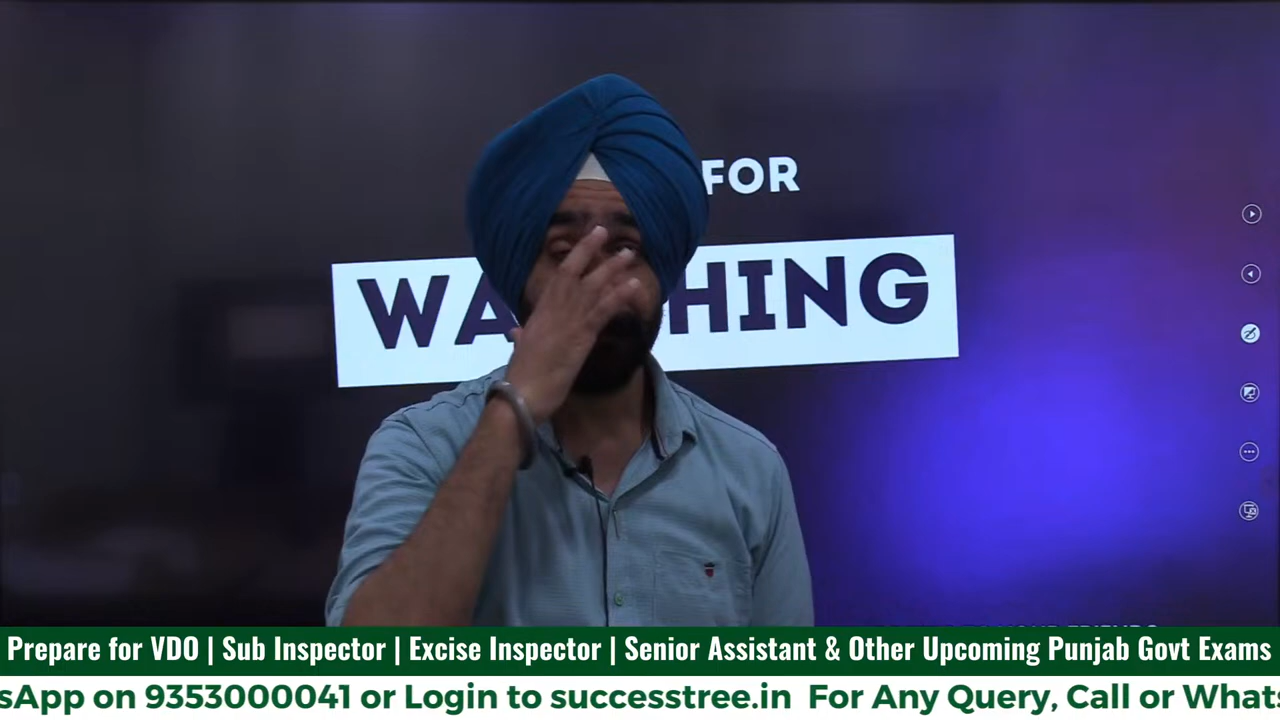 FOR
WA HING
Prepare for VDO | Sub Inspector | Excise Inspector | Senior Assistant & Other Upcoming Punjab Govt Exams
sApp on 9353000041 or Login to successtree.in For Any Query, Call or Whats